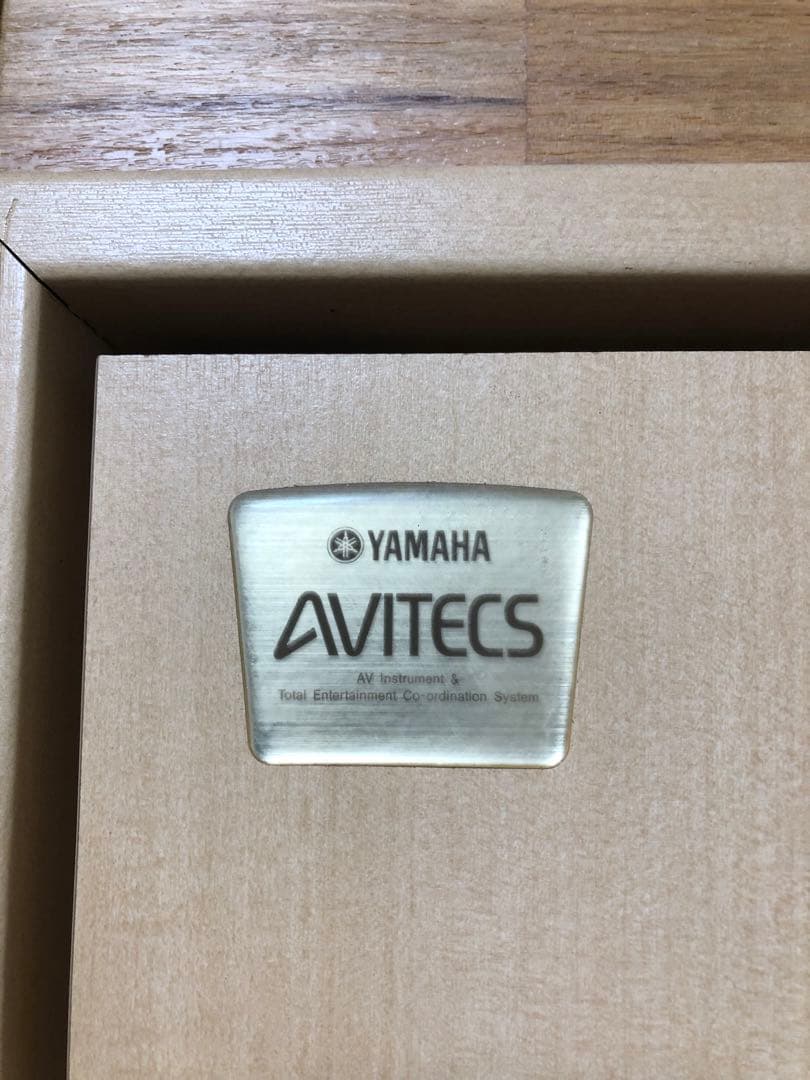 YAMAHA
AVITECS
AV Instrument &
Total Entertainment Co-ordination System